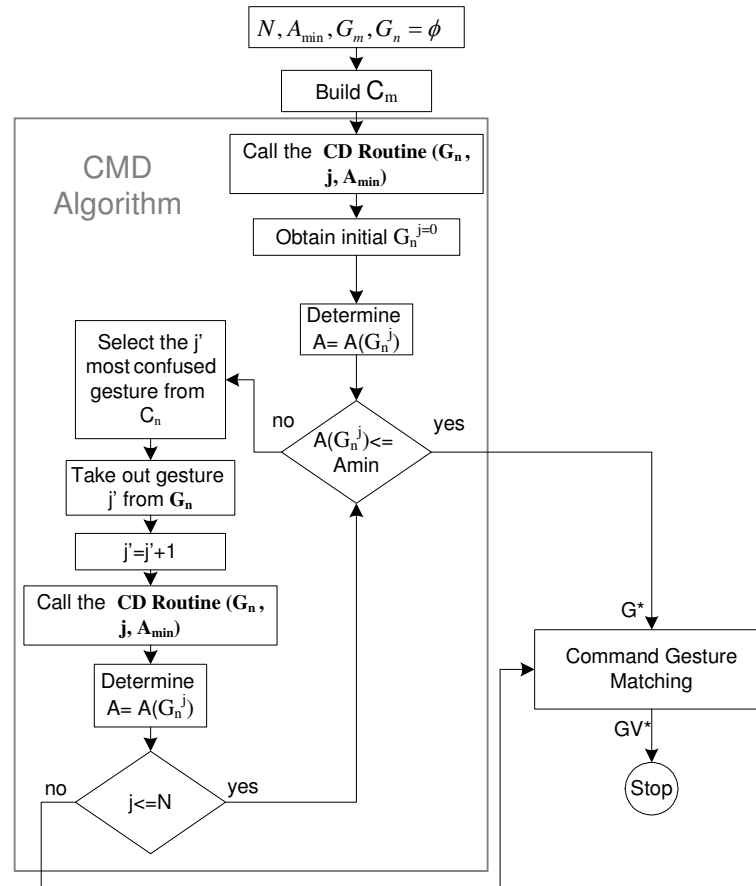 N, A_min, G_m, G_n = ϕ
Build C_m
CMD
Algorithm
Call the CD Routine (G_n ,
j, A_min)
Obtain initial G_n^j=0
Determine
A= A(G_n^j)
Select the j'
most confused
gesture from
C_n
no
A(G_n^j)<=
Amin
yes
Take out gesture
j' from G_n
j'=j'+1
Call the CD Routine (G_n ,
j, A_min)
G*
Command Gesture
Matching
Determine
A= A(G_n^j)
GV*
no
j<=N
yes
Stop